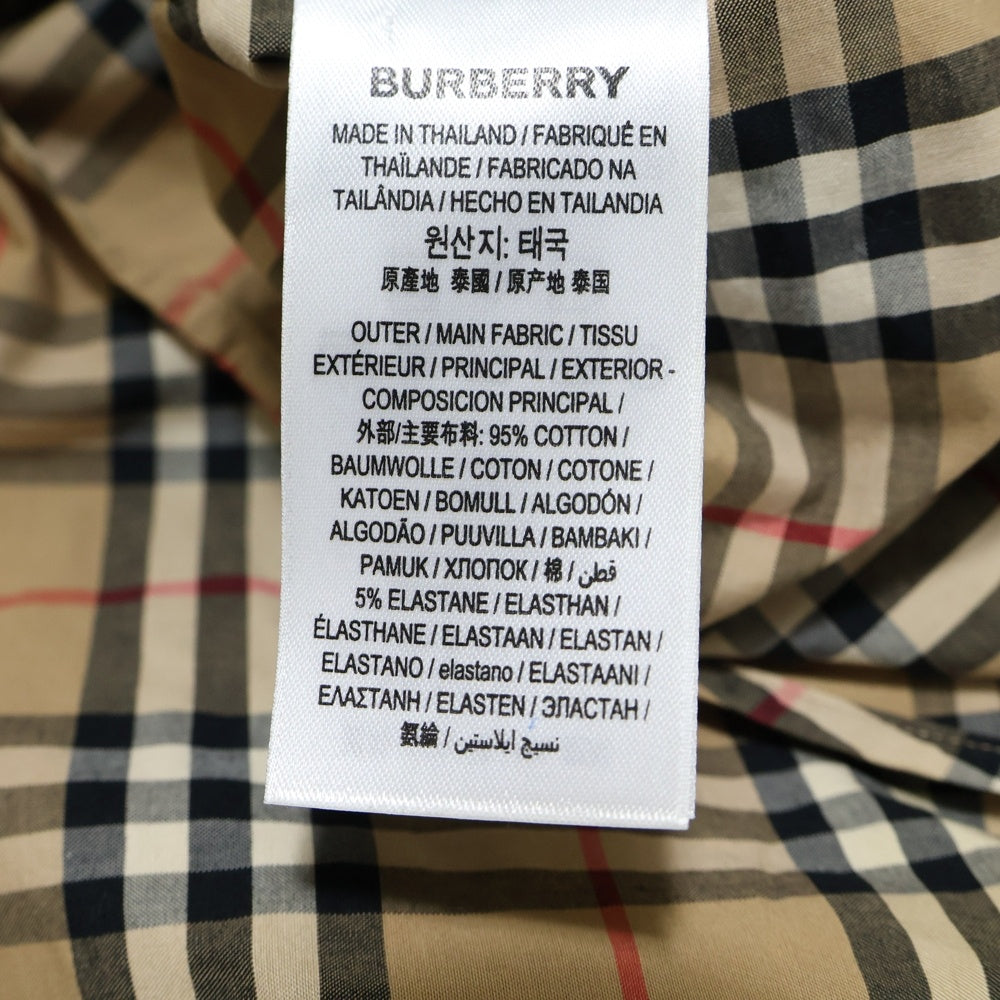 BURBERRY
MADE IN THAILAND / FABRIQUÉ EN
THAÏLANDE / FABRICADO NA
TAILÂNDIA / HECHO EN TAILANDIA
원산지: 태국
原產地 泰國 / 原产地 泰国
OUTER / MAIN FABRIC / TISSU
EXTÉRIEUR / PRINCIPAL / EXTERIOR -
COMPOSICION PRINCIPAL /
外部/主要布料: 95% COTTON /
BAUMWOLLE / COTON / COTONE /
KATOEN / BOMULL / ALGODÓN /
ALGODÃO / PUUVILLA / BAMBAKI /
PAMUK / ХЛОПОК / 棉 / قطن
5% ELASTANE / ELASTHAN /
ÉLASTHANE / ELASTAAN / ELASTAN /
ELASTANO / elastano / ELASTAANI /
ΕΛΑΣΤΑΝΗ / ELASTEN / ЭЛАСТАН /
氨綸 / نسيج ايلاستين